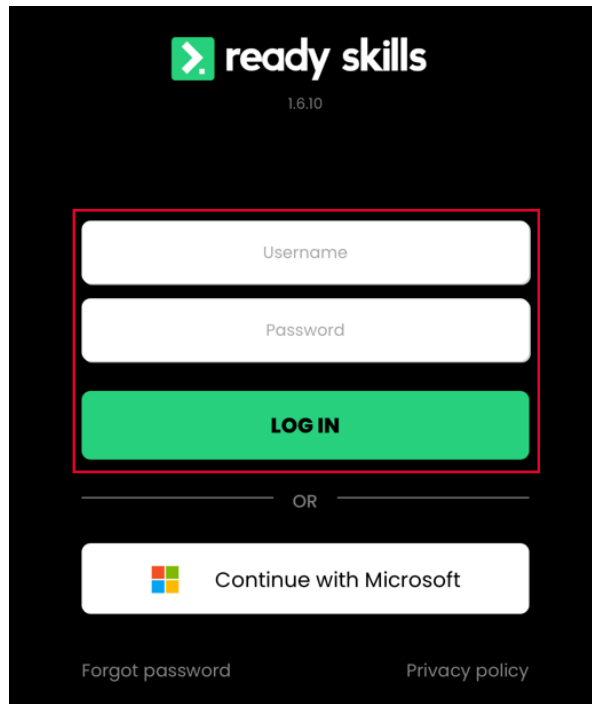 ready skills
1.6.10
Username
Password
LOG IN
OR
Continue with Microsoft
Forgot password Privacy policy